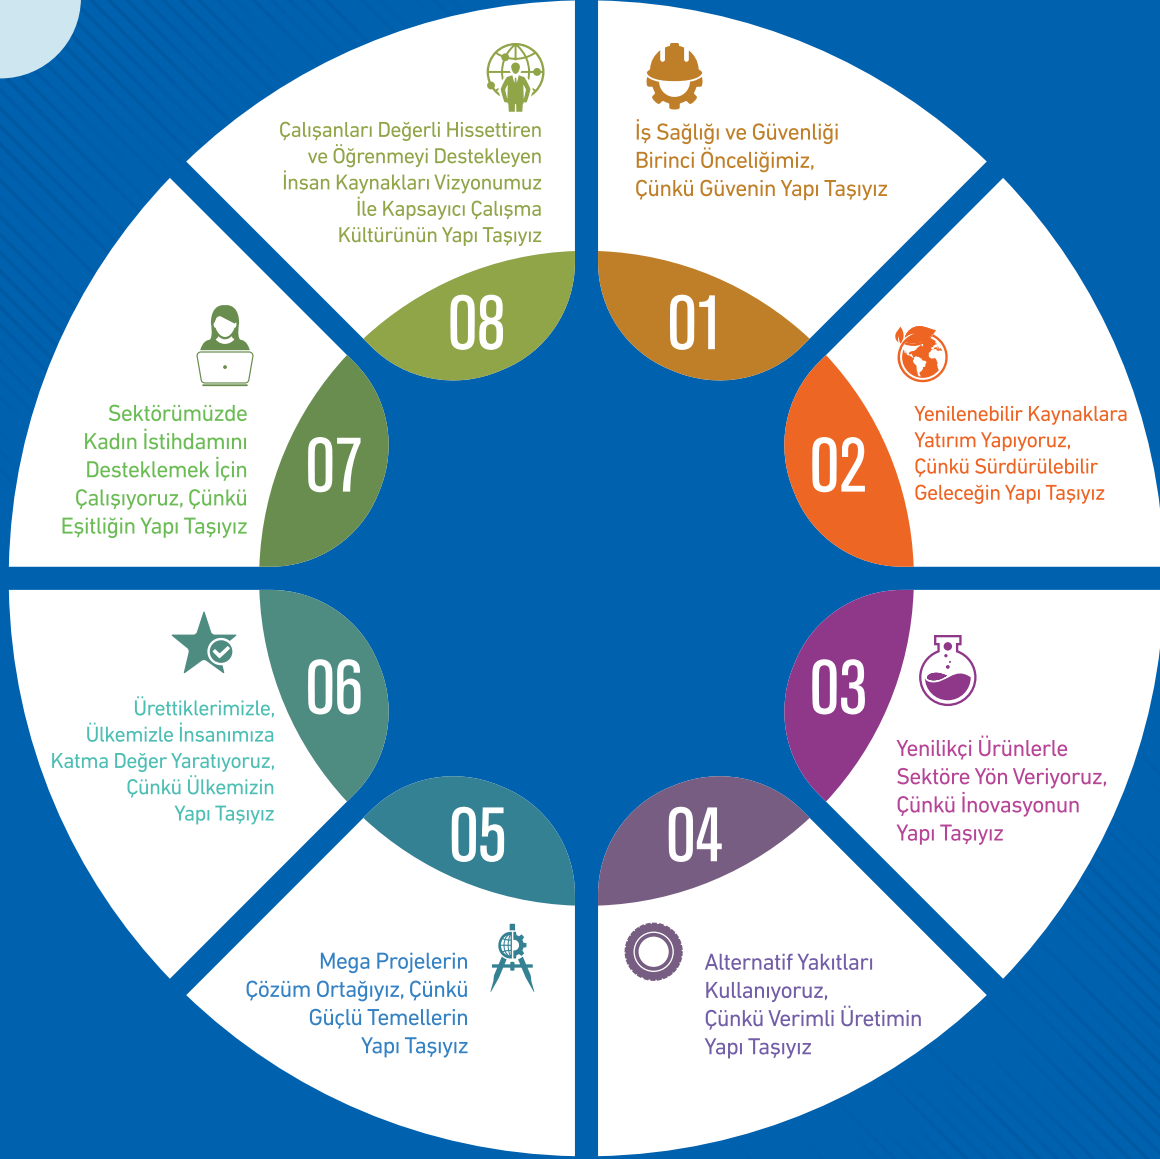 01
İş Sağlığı ve Güvenliği
Birinci Önceliğimiz,
Çünkü Güvenin Yapı Taşıyız
02
Yenilenebilir Kaynaklara
Yatırım Yapıyoruz,
Çünkü Sürdürülebilir
Geleceğin Yapı Taşıyız
03
Yenilikçi Ürünlerle
Sektöre Yön Veriyoruz,
Çünkü İnovasyonun
Yapı Taşıyız
04
Alternatif Yakıtları
Kullanıyoruz,
Çünkü Verimli Üretimin
Yapı Taşıyız
05
Mega Projelerin
Çözüm Ortağıyız, Çünkü
Güçlü Temellerin
Yapı Taşıyız
06
Ürettiklerimizle,
Ülkemizle İnsanımıza
Katma Değer Yaratıyoruz,
Çünkü Ülkemizin
Yapı Taşıyız
07
Sektörümüzde
Kadın İstihdamını
Desteklemek İçin
Çalışıyoruz, Çünkü
Eşitliğin Yapı Taşıyız
08
Çalışanları Değerli Hissettiren
ve Öğrenmeyi Destekleyen
İnsan Kaynakları Vizyonumuz
İle Kapsayıcı Çalışma
Kültürünün Yapı Taşıyız